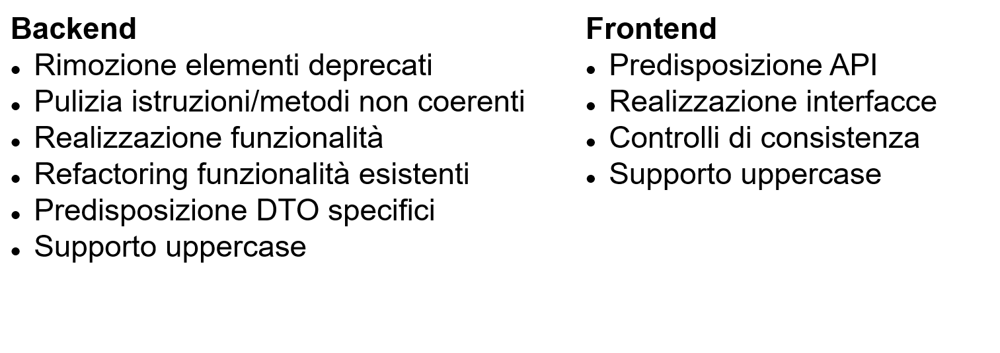 Backend
• Rimozione elementi deprecati
• Pulizia istruzioni/metodi non coerenti
• Realizzazione funzionalità
• Refactoring funzionalità esistenti
• Predisposizione DTO specifici
• Supporto uppercase
Frontend
• Predisposizione API
• Realizzazione interfacce
• Controlli di consistenza
• Supporto uppercase